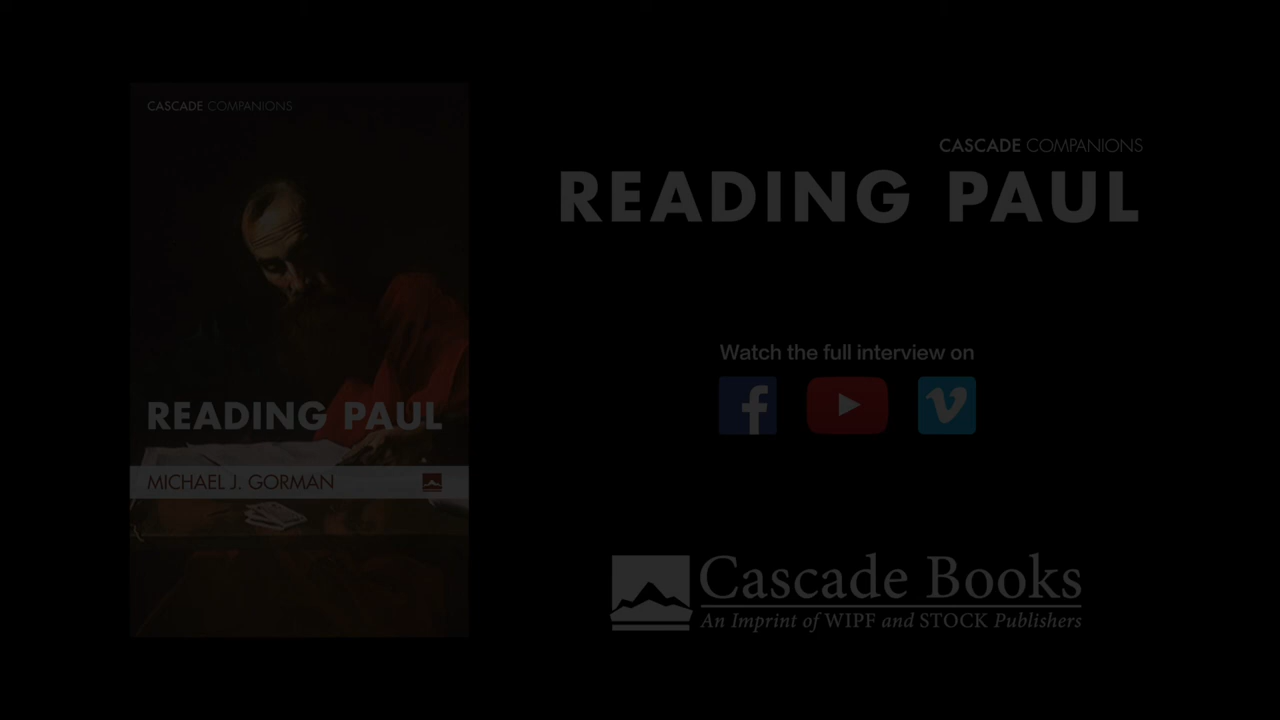 CASCADE COMPANIONS
READING PAUL
MICHAEL J. GORMAN
CASCADE COMPANIONS
READING PAUL
Watch the full interview on
Cascade Books
An Imprint of WIPF and STOCK Publishers